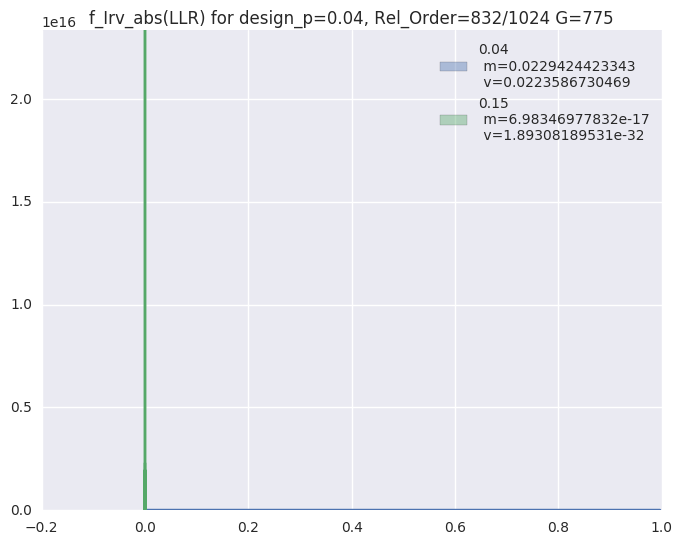 f_Irv_abs(LLR) for design_p=0.04, Rel_Order=832/1024 G=775
1e16
0.04
m=0.0229424423343
v=0.0223586730469
0.15
m=6.98346977832e-17
v=1.89308189531e-32
2.0
1.5
1.0
0.5
0.0
−0.2 0.0 0.2 0.4 0.6 0.8 1.0